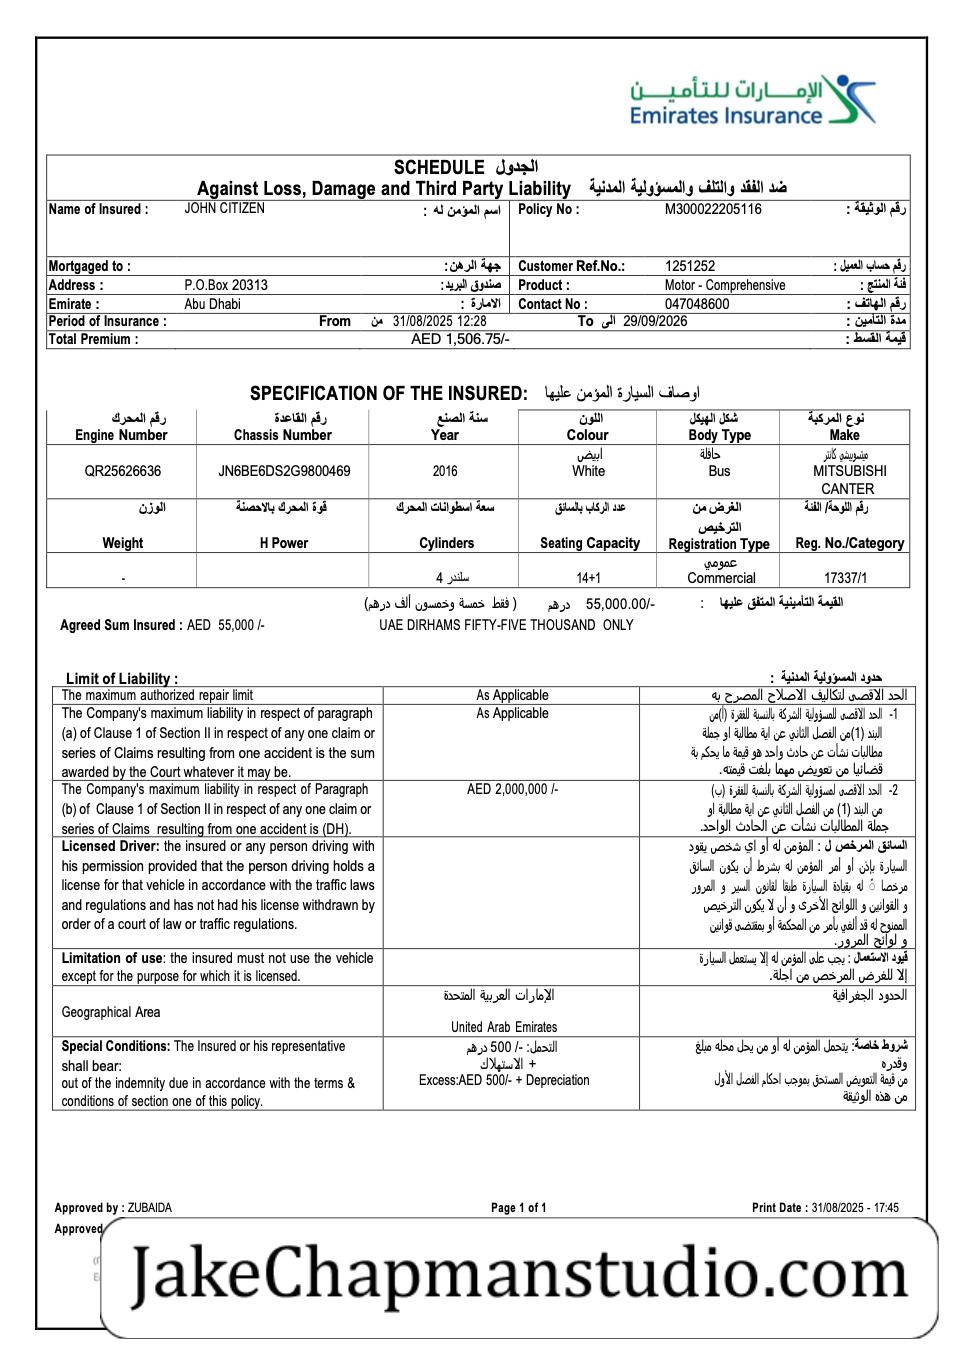 الإمـــارات للتأميـــن
Emirates Insurance
SCHEDULE الجدول
Against Loss, Damage and Third Party Liability ضد الفقد والتلف والمسؤولية المدنية
Name of Insured : JOHN CITIZEN اسم المؤمن له : Policy No : M300022205116 رقم الوثيقة :
Mortgaged to : جهة الرهن: Customer Ref.No.: 1251252 رقم حساب العميل :
Address : P.O.Box 20313 صندوق البريد: Product : Motor - Comprehensive فئة المنتج :
Emirate : Abu Dhabi الامارة : Contact No : 047048600 رقم الهاتف :
Period of Insurance : From من 31/08/2025 12:28 To الى 29/09/2026 مدة التأمين :
Total Premium : AED 1,506.75/- قيمة القسط :
SPECIFICATION OF THE INSURED: اوصاف السيارة المؤمن عليها
رقم المحرك رقم القاعدة سنة الصنع اللون شكل الهيكل نوع المركبة
Engine Number Chassis Number Year Colour Body Type Make
أبيض حافلة ميتسوبيشي كانتر
QR25626636 JN6BE6DS2G9800469 2016 White Bus MITSUBISHI
CANTER
الوزن قوة المحرك بالاحصنة سعة اسطوانات المحرك عدد الركاب بالسائق الغرض من رقم اللوحة/ الفئة
الترخيص
Weight H Power Cylinders Seating Capacity Registration Type Reg. No./Category
عمومي
- 4 سلندر 14+1 Commercial 17337/1
القيمة التأمينية المتفق عليها : 55,000.00/- درهم ( فقط خمسة وخمسون ألف درهم)
Agreed Sum Insured : AED 55,000 /- UAE DIRHAMS FIFTY-FIVE THOUSAND ONLY
Limit of Liability : حدود المسؤولية المدنية :
The maximum authorized repair limit As Applicable الحد الاقصى لتكاليف الاصلاح المصرح به
The Company's maximum liability in respect of paragraph As Applicable 1- الحد الاقصى للمسؤولية الشركة بالنسبة للفقرة (أ)من
(a) of Clause 1 of Section II in respect of any one claim or البند (1)من الفصل الثاني عن اية مطالبة او جملة
series of Claims resulting from one accident is the sum مطالبات نشأت عن حادث واحد هو قيمة ما يحكم به
awarded by the Court whatever it may be. قضائيا من تعويض مهما بلغت قيمته.
The Company's maximum liability in respect of Paragraph AED 2,000,000 /- 2- الحد الاقصى لمسؤولية الشركة بالنسبة للفقرة (ب)
(b) of Clause 1 of Section II in respect of any one claim or من البند (1) من الفصل الثاني عن اية مطالبة او
series of Claims resulting from one accident is (DH). جملة المطالبات نشأت عن الحادث الواحد.
Licensed Driver: the insured or any person driving with السائق المرخص ل : المؤمن له أو اي شخص يقود
his permission provided that the person driving holds a السيارة بإذن أو أمر المؤمن له بشرط أن يكون السائق
license for that vehicle in accordance with the traffic laws مرخصا ً له بقيادة السيارة طبقا لقانون السير و المرور
and regulations and has not had his license withdrawn by و القوانين و اللوائح الأخرى و أن لا يكون الترخيص
order of a court of law or traffic regulations. الممنوح له قد ألغي بأمر من المحكمة أو بمقتضى قوانين
و لوائح المرور.
Limitation of use: the insured must not use the vehicle قيود الاستعمال : يجب على المؤمن له إلا يستعمل السيارة
except for the purpose for which it is licensed. إلا للغرض المرخص من اجلة.
الإمارات العربية المتحدة الحدود الجغرافية
Geographical Area
United Arab Emirates
Special Conditions: The Insured or his representative التحمل: -/ 500 درهم شروط خاصة: يتحمل المؤمن له أو من يحل محله مبلغ
shall bear: + الاستهلاك وقدره
out of the indemnity due in accordance with the terms & Excess:AED 500/- + Depreciation من قيمة التعويض المستحق بموجب احكام الفصل الأول
conditions of section one of this policy. من هذه الوثيقة
Approved by : ZUBAIDA Page 1 of 1 Print Date : 31/08/2025 - 17:45
Approved
JakeChapmanstudio.com